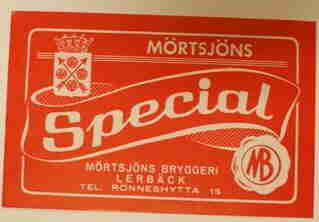 MÖRTSJÖNS
Special
MÖRTSJÖNS BRYGGERI
LERBÄCK
TEL. RÖNNESHYTTA 15
MB